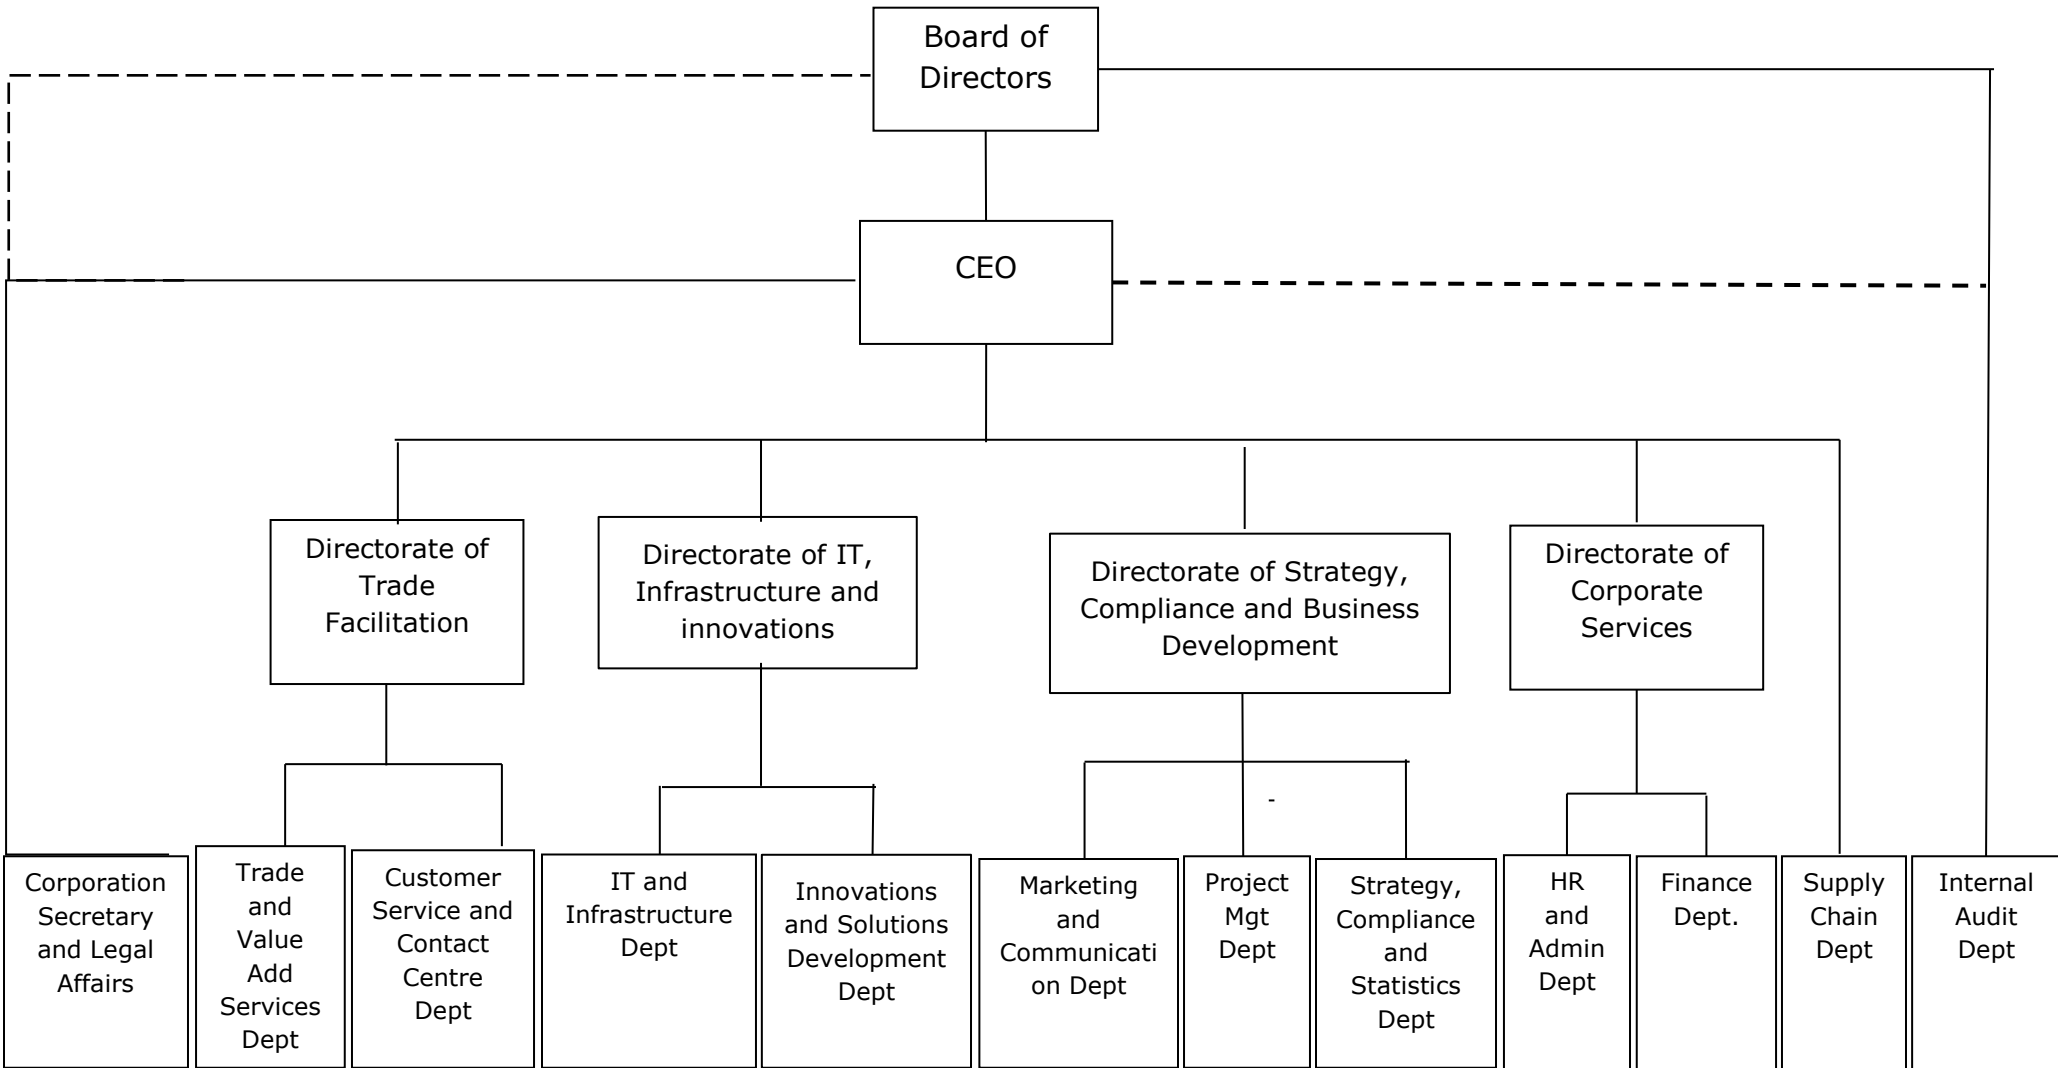 Board of
Directors
CEO
Directorate of
Trade
Facilitation
Directorate of IT,
Infrastructure and
innovations
Directorate of Strategy,
Compliance and Business
Development
Directorate of
Corporate
Services
-
Corporation
Secretary
and Legal
Affairs
Trade
and
Value
Add
Services
Dept
Customer
Service and
Contact
Centre
Dept
IT and
Infrastructure
Dept
Innovations
and Solutions
Development
Dept
Marketing
and
Communicati
on Dept
Project
Mgt
Dept
Strategy,
Compliance
and
Statistics
Dept
HR
and
Admin
Dept
Finance
Dept.
Supply
Chain
Dept
Internal
Audit
Dept